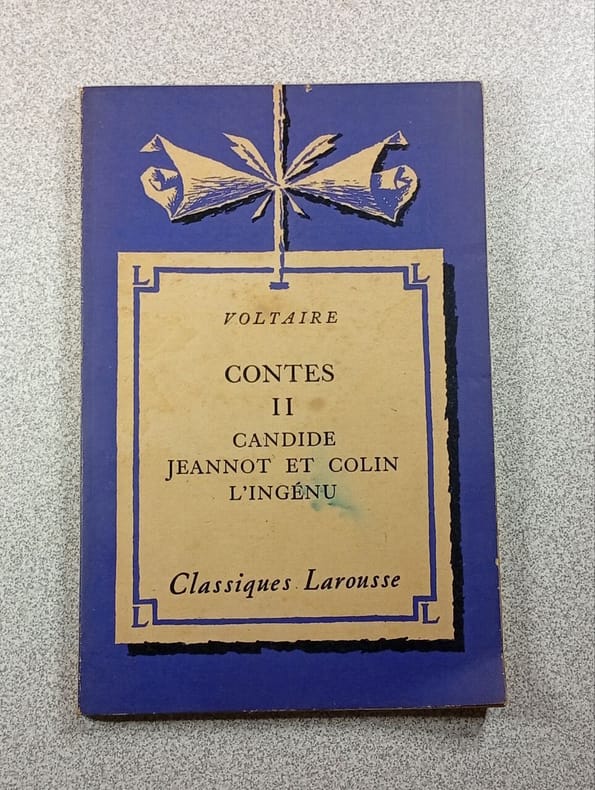 L L
VOLTAIRE
CONTES
II
CANDIDE
JEANNOT ET COLIN
L'INGÉNU
Classiques Larousse
L L